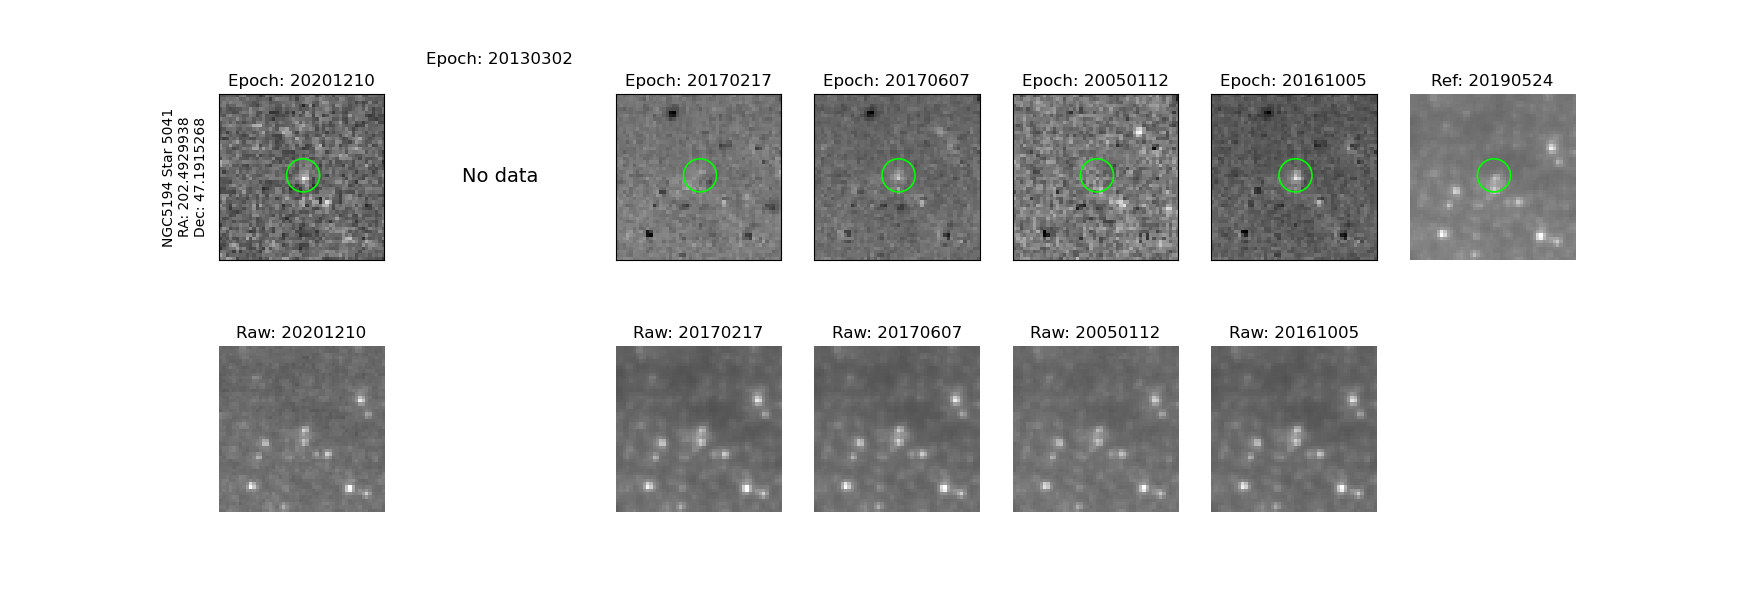 NGC5194 Star 5041
RA: 202.4929938
Dec: 47.1915268
Epoch: 20201210
Epoch: 20130302
No data
Epoch: 20170217
Epoch: 20170607
Epoch: 20050112
Epoch: 20161005
Ref: 20190524
Raw: 20201210
Raw: 20170217
Raw: 20170607
Raw: 20050112
Raw: 20161005